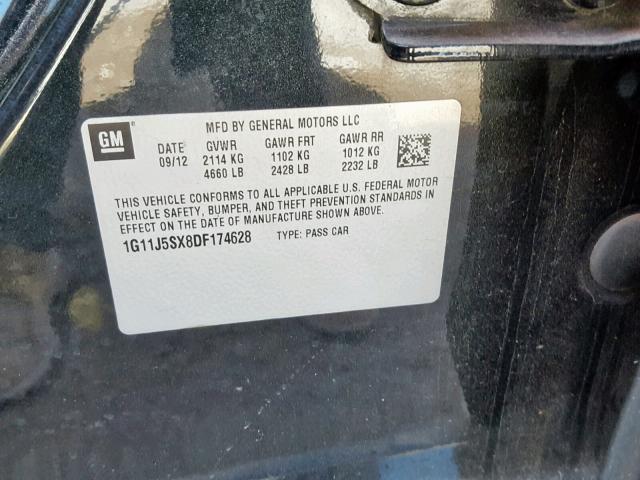 GM
MFD BY GENERAL MOTORS LLC
DATE GVWR GAWR FRT GAWR RR
09/12 2114 KG 1102 KG 1012 KG
4660 LB 2428 LB 2232 LB
THIS VEHICLE CONFORMS TO ALL APPLICABLE U.S. FEDERAL MOTOR
VEHICLE SAFETY, BUMPER, AND THEFT PREVENTION STANDARDS IN
EFFECT ON THE DATE OF MANUFACTURE SHOWN ABOVE.
1G11J5SX8DF174628 TYPE: PASS CAR